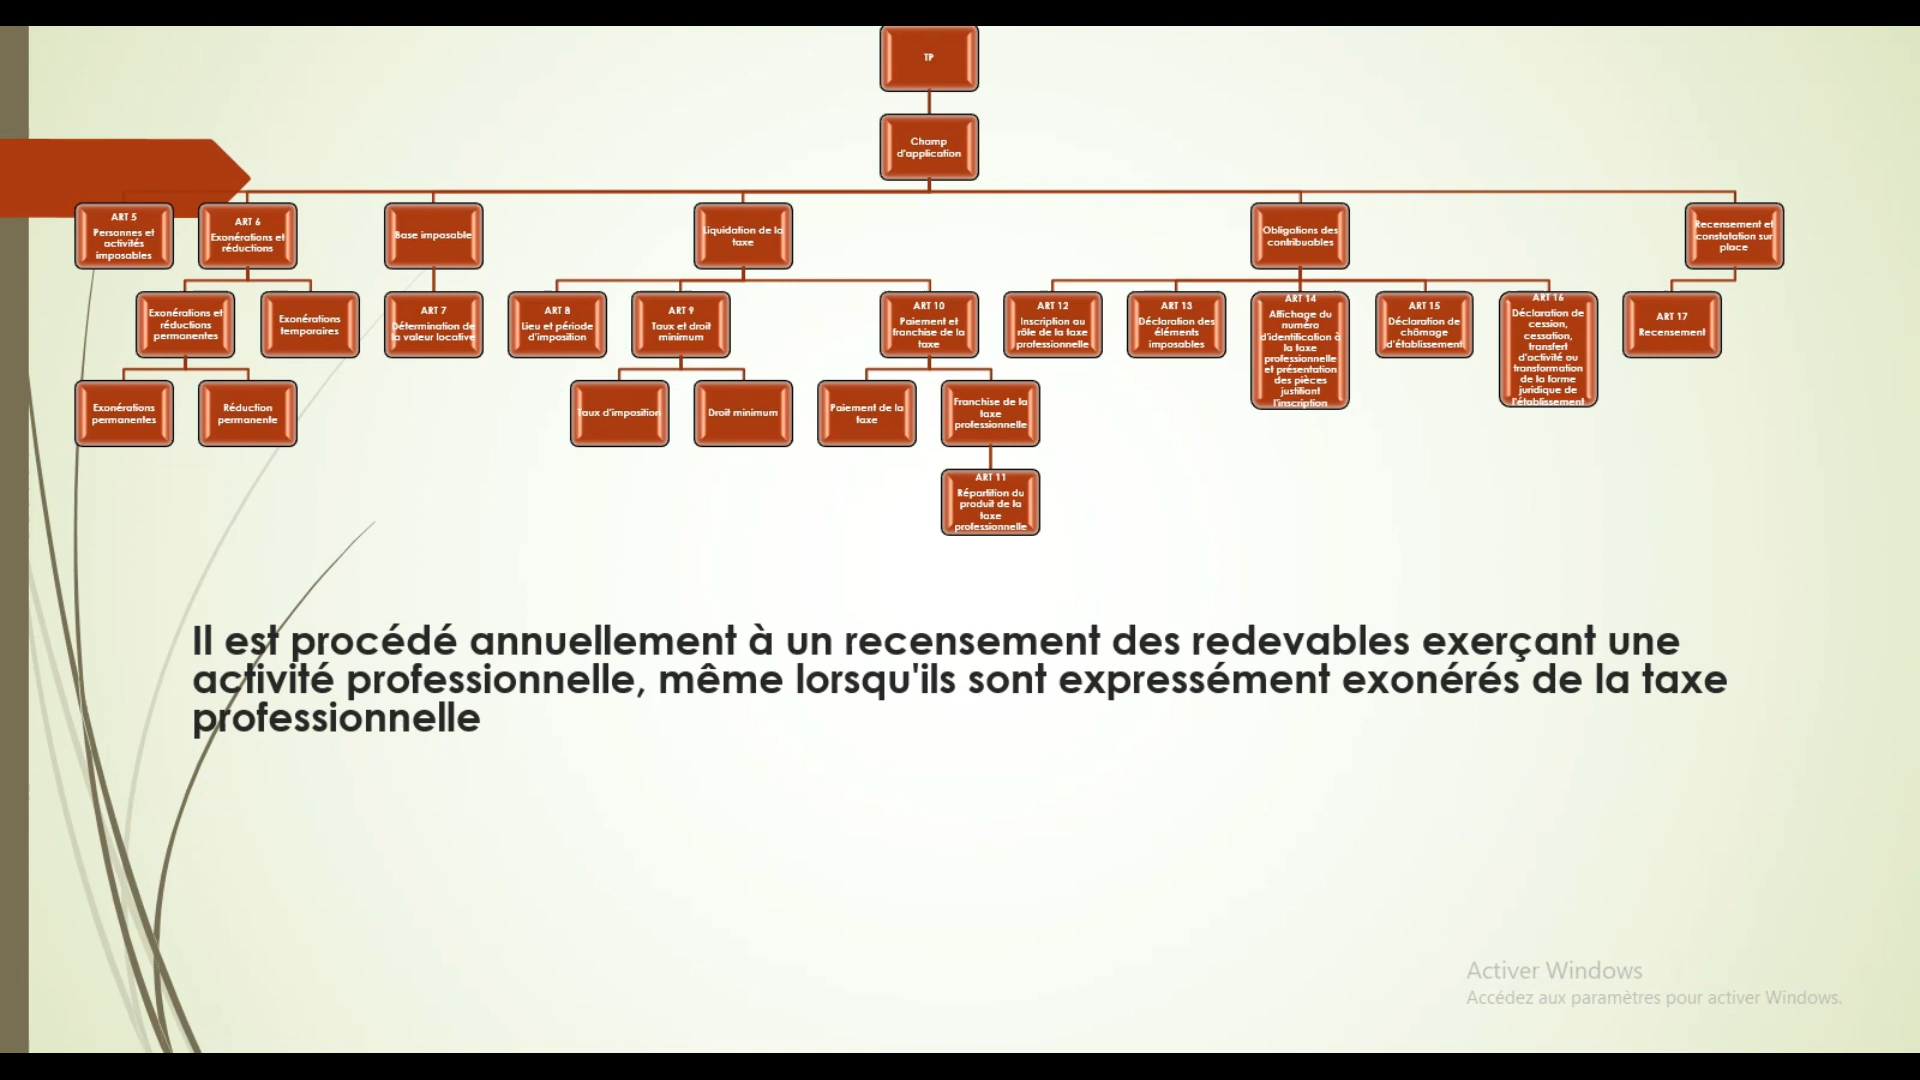 TP
Champ
d'application
ART 5
Personnes et
activités
imposables
ART 6
Exonérations et
réductions
Base imposable
Liquidation de la
taxe
Obligations des
contribuables
Recensement et
constatation sur
place
Exonérations et
réductions
permanentes
Exonérations
temporaires
ART 7
Détermination de
la valeur locative
ART 8
Lieu et période
d'imposition
ART 9
Taux et droit
minimum
ART 10
Paiement et
franchise de la
taxe
ART 12
Inscription au
rôle de la taxe
professionnelle
ART 13
Déclaration des
éléments
imposables
ART 14
Affichage du
numéro
d'identification à
la taxe
professionnelle
et présentation
des pièces
justifiant
l'inscription
ART 15
Déclaration de
chômage
d'établissement
ART 16
Déclaration de
cession,
cessation,
transfert
d'activité ou
transformation
de la forme
juridique de
l'établissement
ART 17
Recensement
Exonérations
permanentes
Réduction
permanente
Taux d'imposition
Droit minimum
Paiement de la
taxe
Franchise de la
taxe
professionnelle
ART 11
Répartition du
produit de la
taxe
professionnelle
Il est procédé annuellement à un recensement des redevables exerçant une
activité professionnelle, même lorsqu'ils sont expressément exonérés de la taxe
professionnelle
Activer Windows
Accédez aux paramètres pour activer Windows.